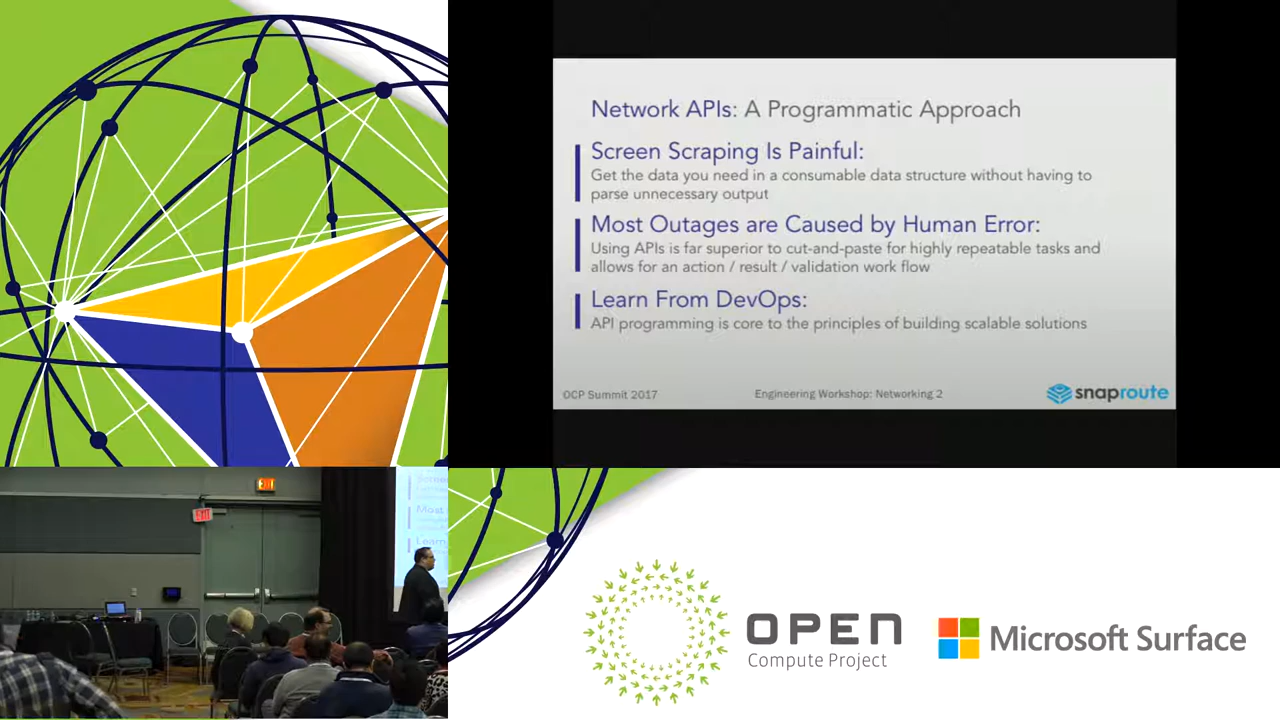 Network APIs: A Programmatic Approach
Screen Scraping Is Painful:
Get the data you need in a consumable data structure without having to
parse unnecessary output
Most Outages are Caused by Human Error:
Using APIs is far superior to cut-and-paste for highly repeatable tasks and
allows for an action / result / validation work flow
Learn From DevOps:
API programming is core to the principles of building scalable solutions
OCP Summit 2017
Engineering Workshop: Networking 2
snaproute
EXIT
EXIT
Most
Learn
OPEN
Compute Project
Microsoft Surface